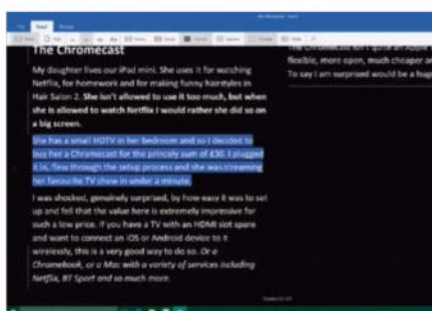 The Chromecast
My daughter lives our iPad mini. She uses it for watching
Netflix, for homework and for making funny hairstyles in
Hair Salon 2. She isn't allowed to use it too much, but when
she is allowed to watch Netflix I would rather she did so on
a big screen.
She has a small HDTV in her bedroom and so I decided to
buy her a Chromecast for the princely sum of £30. I plugged
it in, flew through the setup process and she was streaming
her favourite TV show in under a minute.
I was shocked, genuinely surprised, by how easy it was to set
up and fell that the value here is extremely impressive for
such a low price. If you have a TV with an HDMI slot spare
and want to connect an iOS or Android device to it
wirelessly, this is a very good way to do so. Or a
Chromebook, or a Mac with a variety of services including
Netflix, BT Sport and so much more.
flexible, more open, much cheaper an
To say I am surprised would be a hug